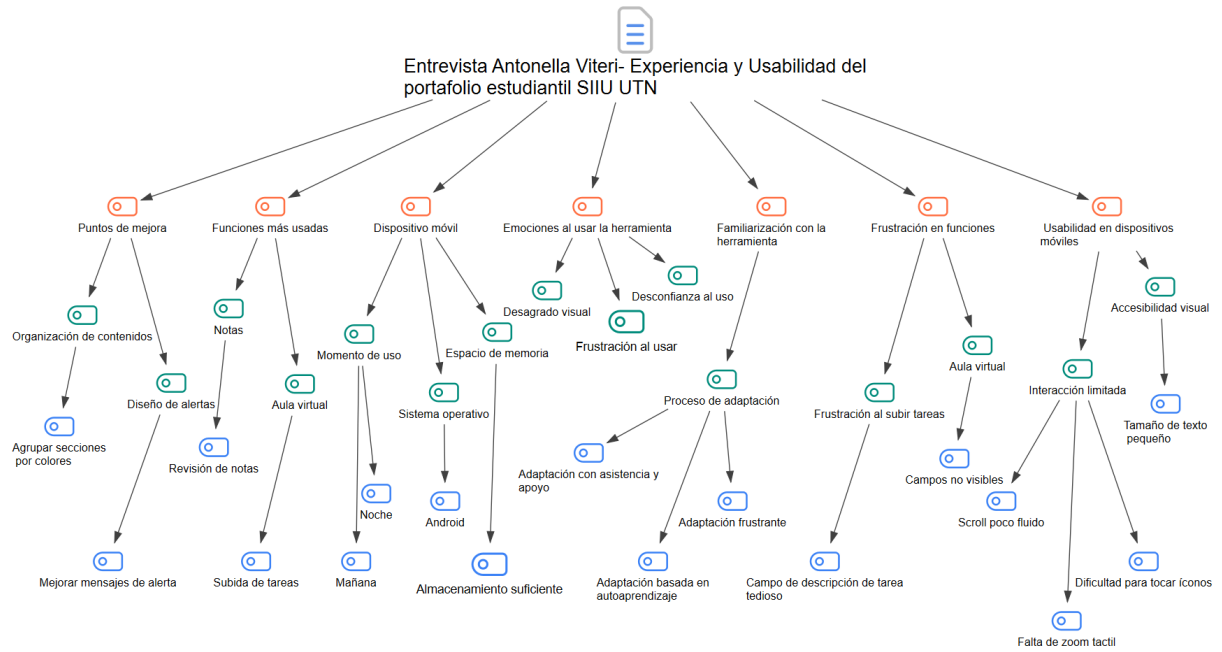 Entrevista Antonella Viteri- Experiencia y Usabilidad del
portafolio estudiantil SIIU UTN
Puntos de mejora
Funciones más usadas
Dispositivo móvil
Emociones al usar la herramienta
Familiarización con la
herramienta
Frustración en funciones
Usabilidad en dispositivos
móviles
Organización de contenidos
Diseño de alertas
Notas
Aula virtual
Momento de uso
Sistema operativo
Espacio de memoria
Desagrado visual
Frustración al usar
Desconfianza al uso
Proceso de adaptación
Frustración al subir tareas
Aula virtual
Interacción limitada
Accesibilidad visual
Agrupar secciones
por colores
Mejorar mensajes de alerta
Revisión de notas
Subida de tareas
Mañana
Noche
Android
Almacenamiento suficiente
Adaptación con asistencia y
apoyo
Adaptación basada en
autoaprendizaje
Adaptación frustrante
Campo de descripción de tarea
tedioso
Campos no visibles
Scroll poco fluido
Falta de zoom tactil
Dificultad para tocar íconos
Tamaño de texto
pequeño